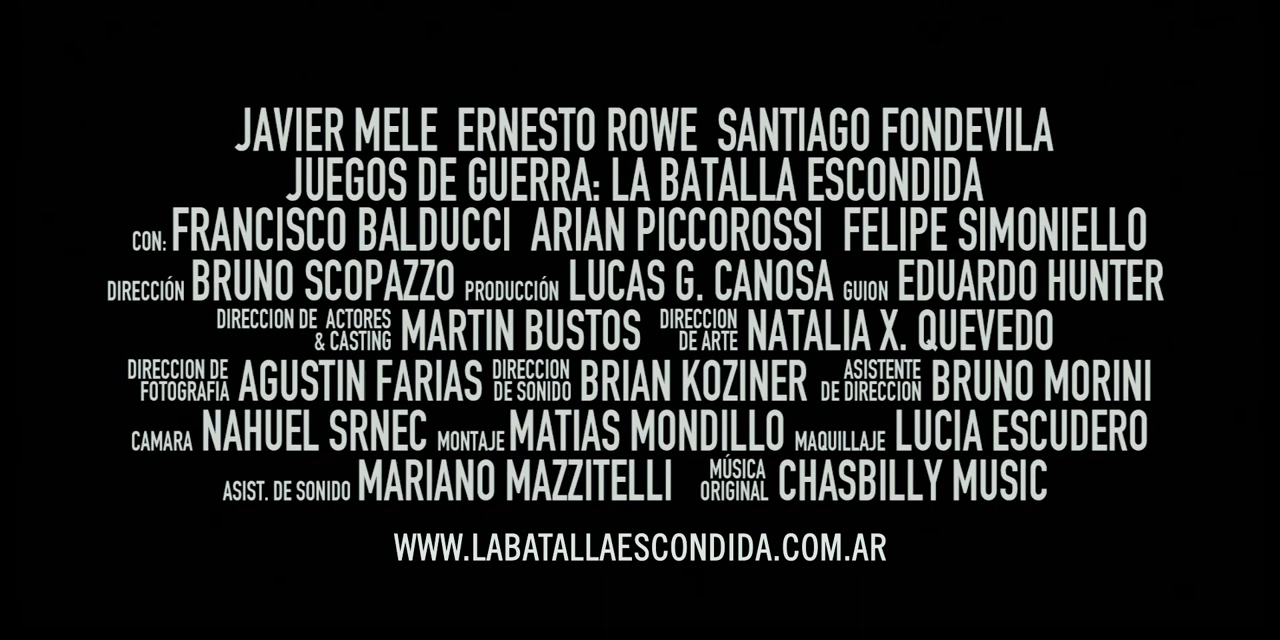 JAVIER MELE ERNESTO ROWE SANTIAGO FONDEVILA
JUEGOS DE GUERRA: LA BATALLA ESCONDIDA
CON: FRANCISCO BALDUCCI ARIAN PICCOROSSI FELIPE SIMONIELLO
DIRECCIÓN BRUNO SCOPAZZO PRODUCCIÓN LUCAS G. CANOSA GUION EDUARDO HUNTER
DIRECCION DE ACTORES & CASTING MARTIN BUSTOS DIRECCION DE ARTE NATALIA X. QUEVEDO
DIRECCION DE FOTOGRAFIA AGUSTIN FARIAS DIRECCION DE SONIDO BRIAN KOZINER ASISTENTE DE DIRECCION BRUNO MORINI
CAMARA NAHUEL SRNEC MONTAJE MATIAS MONDILLO MAQUILLAJE LUCIA ESCUDERO
ASIST. DE SONIDO MARIANO MAZZITELLI MÚSICA ORIGINAL CHASBILLY MUSIC
WWW.LABATALLAESCONDIDA.COM.AR